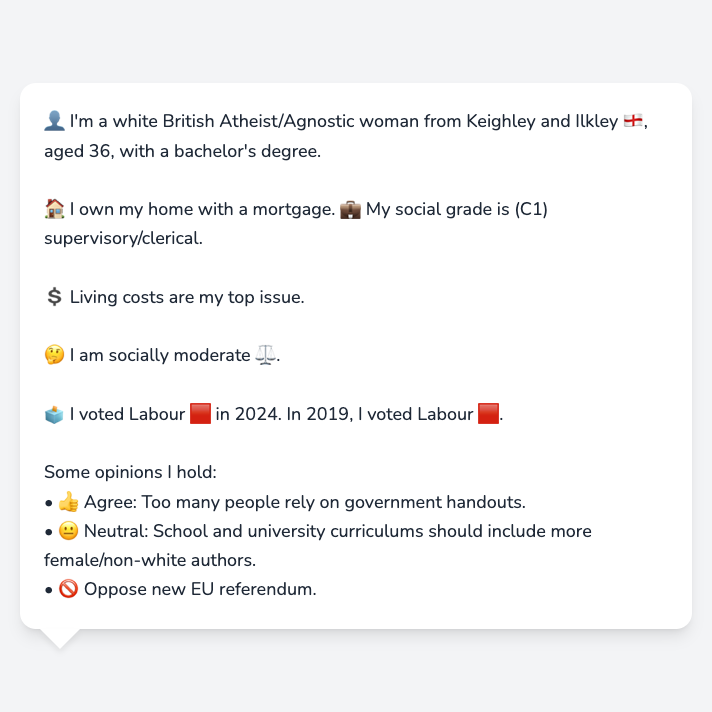 👤 I'm a white British Atheist/Agnostic woman from Keighley and Ilkley 🏴󠁧󠁢󠁥󠁮󠁧󠁿,
aged 36, with a bachelor's degree.
🏠 I own my home with a mortgage. 💼 My social grade is (C1)
supervisory/clerical.
💲 Living costs are my top issue.
🤔 I am socially moderate ⚖️.
🗳️ I voted Labour 🟥 in 2024. In 2019, I voted Labour 🟥.
Some opinions I hold:
• 👍 Agree: Too many people rely on government handouts.
• 😐 Neutral: School and university curriculums should include more
female/non-white authors.
• 🚫 Oppose new EU referendum.